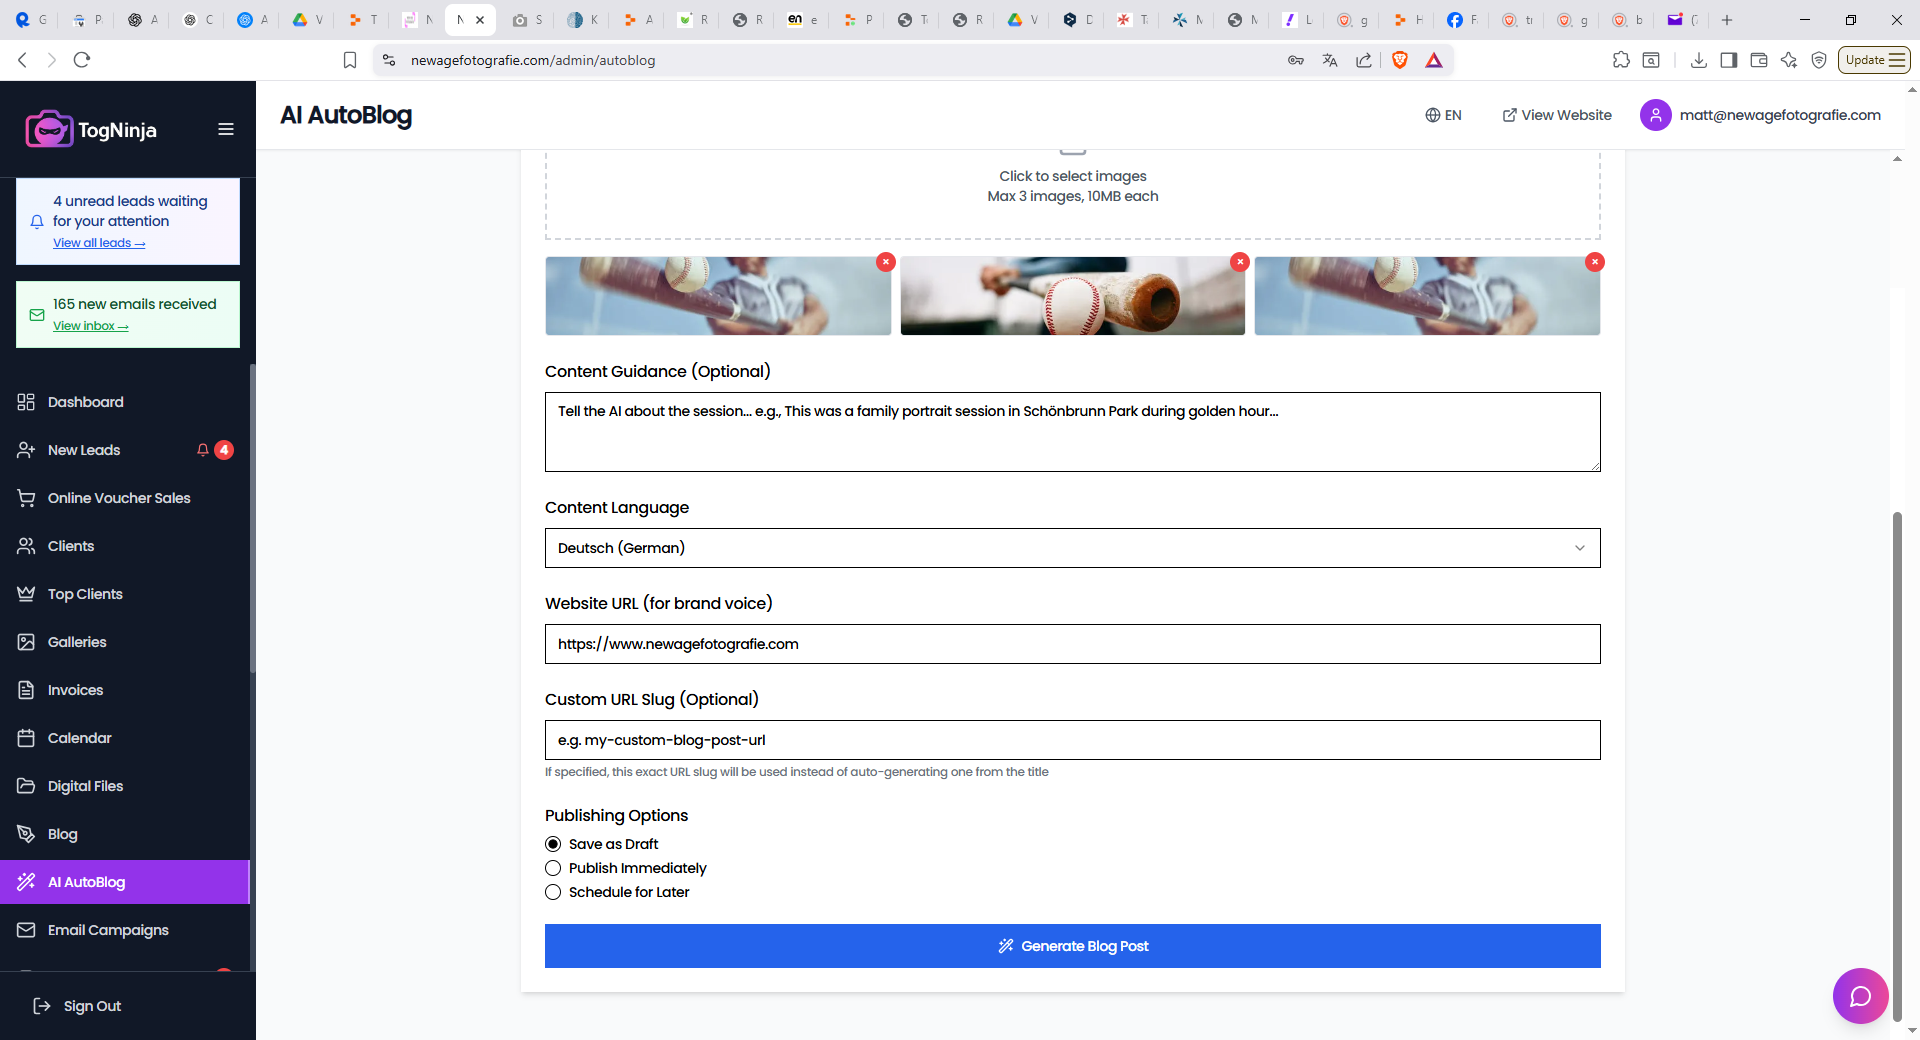 G
P
A
C
A
V
T
N
N
S
K
A
R
R
e
P
T
R
V
D
T
N
N
L
g
H
F
tr
g
b
(7
newagefotografie.com/admin/autoblog
Update
TogNinja
AI AutoBlog
EN
View Website
matt@newagefotografie.com
4 unread leads waiting
for your attention
View all leads →
165 new emails received
View inbox →
Dashboard
New Leads
4
Online Voucher Sales
Clients
Top Clients
Galleries
Invoices
Calendar
Digital Files
Blog
AI AutoBlog
Email Campaigns
Sign Out
Click to select images
Max 3 images, 10MB each
Content Guidance (Optional)
Tell the AI about the session... e.g., This was a family portrait session in Schönbrunn Park during golden hour...
Content Language
Deutsch (German)
Website URL (for brand voice)
https://www.newagefotografie.com
Custom URL Slug (Optional)
e.g. my-custom-blog-post-url
If specified, this exact URL slug will be used instead of auto-generating one from the title
Publishing Options
Save as Draft
Publish Immediately
Schedule for Later
Generate Blog Post